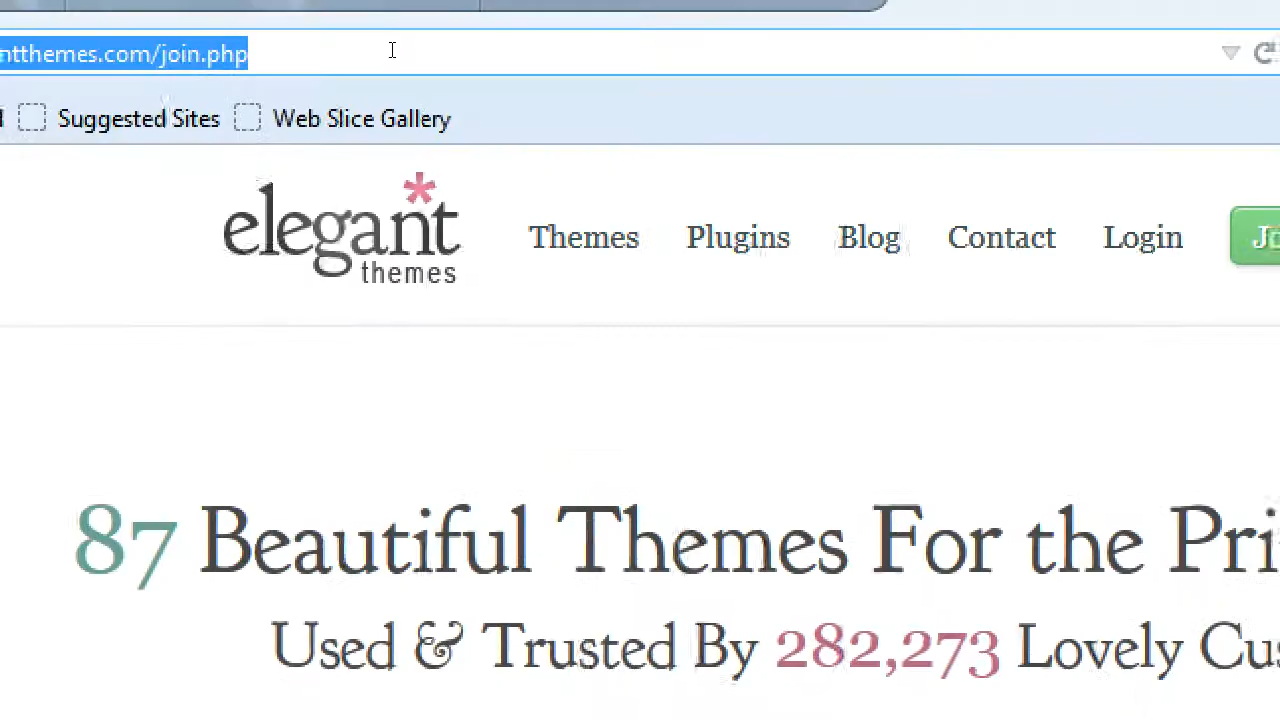 ntthemes.com/join.php
Suggested Sites Web Slice Gallery
elegant*
themes
Themes Plugins Blog Contact Login
87 Beautiful Themes For the Pri
Used & Trusted By 282,273 Lovely Cus